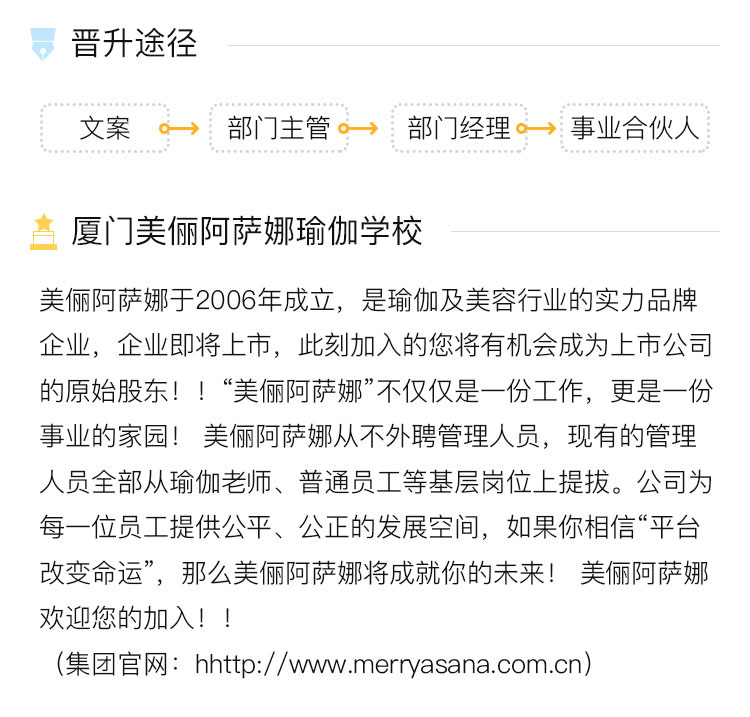 晋升途径
文案 部门主管 部门经理 事业合伙人
厦门美俪阿萨娜瑜伽学校
美俪阿萨娜于2006年成立，是瑜伽及美容行业的实力品牌
企业，企业即将上市，此刻加入的您将有机会成为上市公司
的原始股东！！“美俪阿萨娜”不仅仅是一份工作，更是一份
事业的家园！ 美俪阿萨娜从不外聘管理人员，现有的管理
人员全部从瑜伽老师、普通员工等基层岗位上提拔。公司为
每一位员工提供公平、公正的发展空间，如果你相信“平台
改变命运”，那么美俪阿萨娜将成就你的未来！ 美俪阿萨娜
欢迎您的加入！！
（集团官网：hhttp://www.merryasana.com.cn）